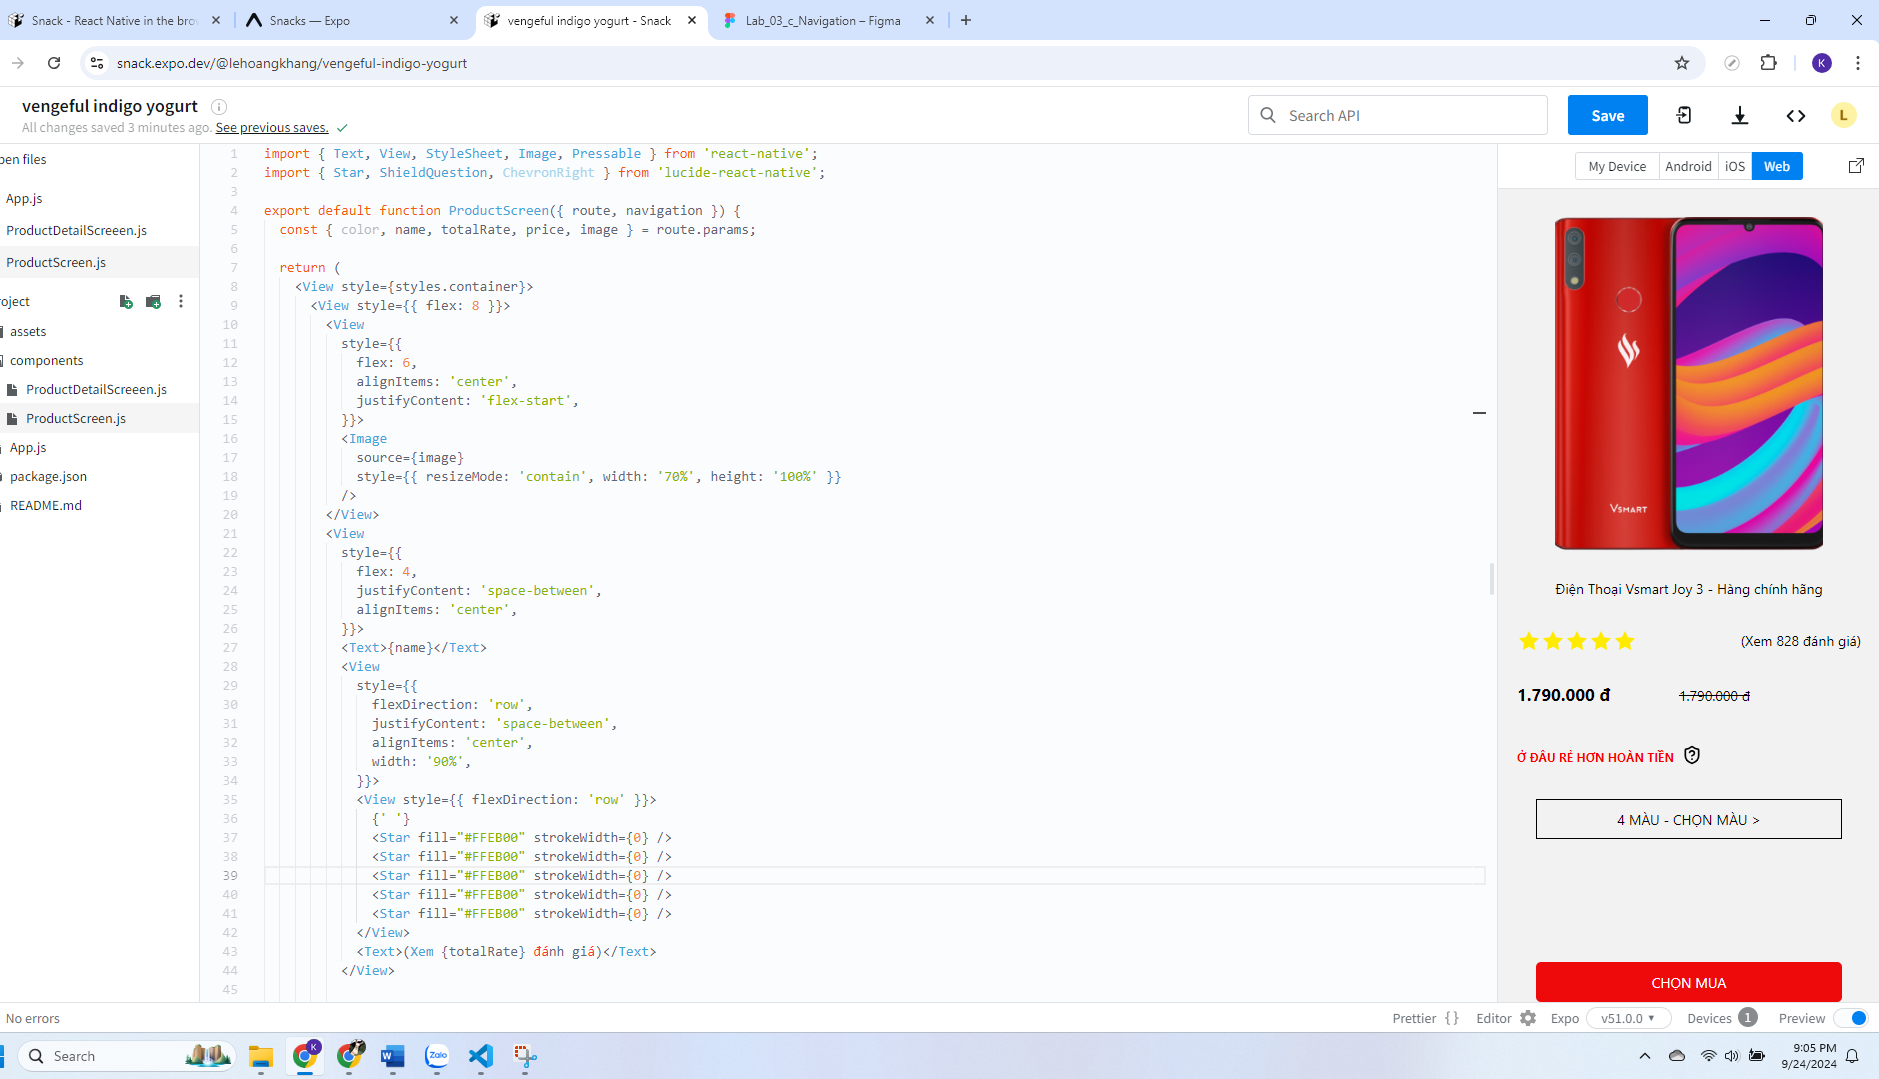 Snack - React Native in the bro
Snacks — Expo
vengeful indigo yogurt - Snack
Lab_03_c_Navigation – Figma
snack.expo.dev/@lehoangkhang/vengeful-indigo-yogurt
K
vengeful indigo yogurt
All changes saved 3 minutes ago. See previous saves.
Search API
Save
L
pen files
App.js
ProductDetailScreeen.js
ProductScreen.js
roject
assets
components
ProductDetailScreeen.js
ProductScreen.js
App.js
package.json
README.md
1 import { Text, View, StyleSheet, Image, Pressable } from 'react-native';
2 import { Star, ShieldQuestion, ChevronRight } from 'lucide-react-native';
3
4 export default function ProductScreen({ route, navigation }) {
5 const { color, name, totalRate, price, image } = route.params;
6
7 return (
8 <View style={styles.container}>
9 <View style={{ flex: 8 }}>
10 <View
11 style={{
12 flex: 6,
13 alignItems: 'center',
14 justifyContent: 'flex-start',
15 }}>
16 <Image
17 source={image}
18 style={{ resizeMode: 'contain', width: '70%', height: '100%' }}
19 />
20 </View>
21 <View
22 style={{
23 flex: 4,
24 justifyContent: 'space-between',
25 alignItems: 'center',
26 }}>
27 <Text>{name}</Text>
28 <View
29 style={{
30 flexDirection: 'row',
31 justifyContent: 'space-between',
32 alignItems: 'center',
33 width: '90%',
34 }}>
35 <View style={{ flexDirection: 'row' }}>
36 {' '}
37 <Star fill="#FFEB00" strokeWidth={0} />
38 <Star fill="#FFEB00" strokeWidth={0} />
39 <Star fill="#FFEB00" strokeWidth={0} />
40 <Star fill="#FFEB00" strokeWidth={0} />
41 <Star fill="#FFEB00" strokeWidth={0} />
42 </View>
43 <Text>(Xem {totalRate} đánh giá)</Text>
44 </View>
45
My Device Android iOS Web
VSMART
Điện Thoại Vsmart Joy 3 - Hàng chính hãng
(Xem 828 đánh giá)
1.790.000 đ 1.790.000 đ
Ở ĐÂU RẺ HƠN HOÀN TIỀN
4 MÀU - CHỌN MÀU >
CHỌN MUA
No errors
Prettier { } Editor Expo v51.0.0 Devices 1 Preview
Search
K
W
Zalo
9:05 PM
9/24/2024